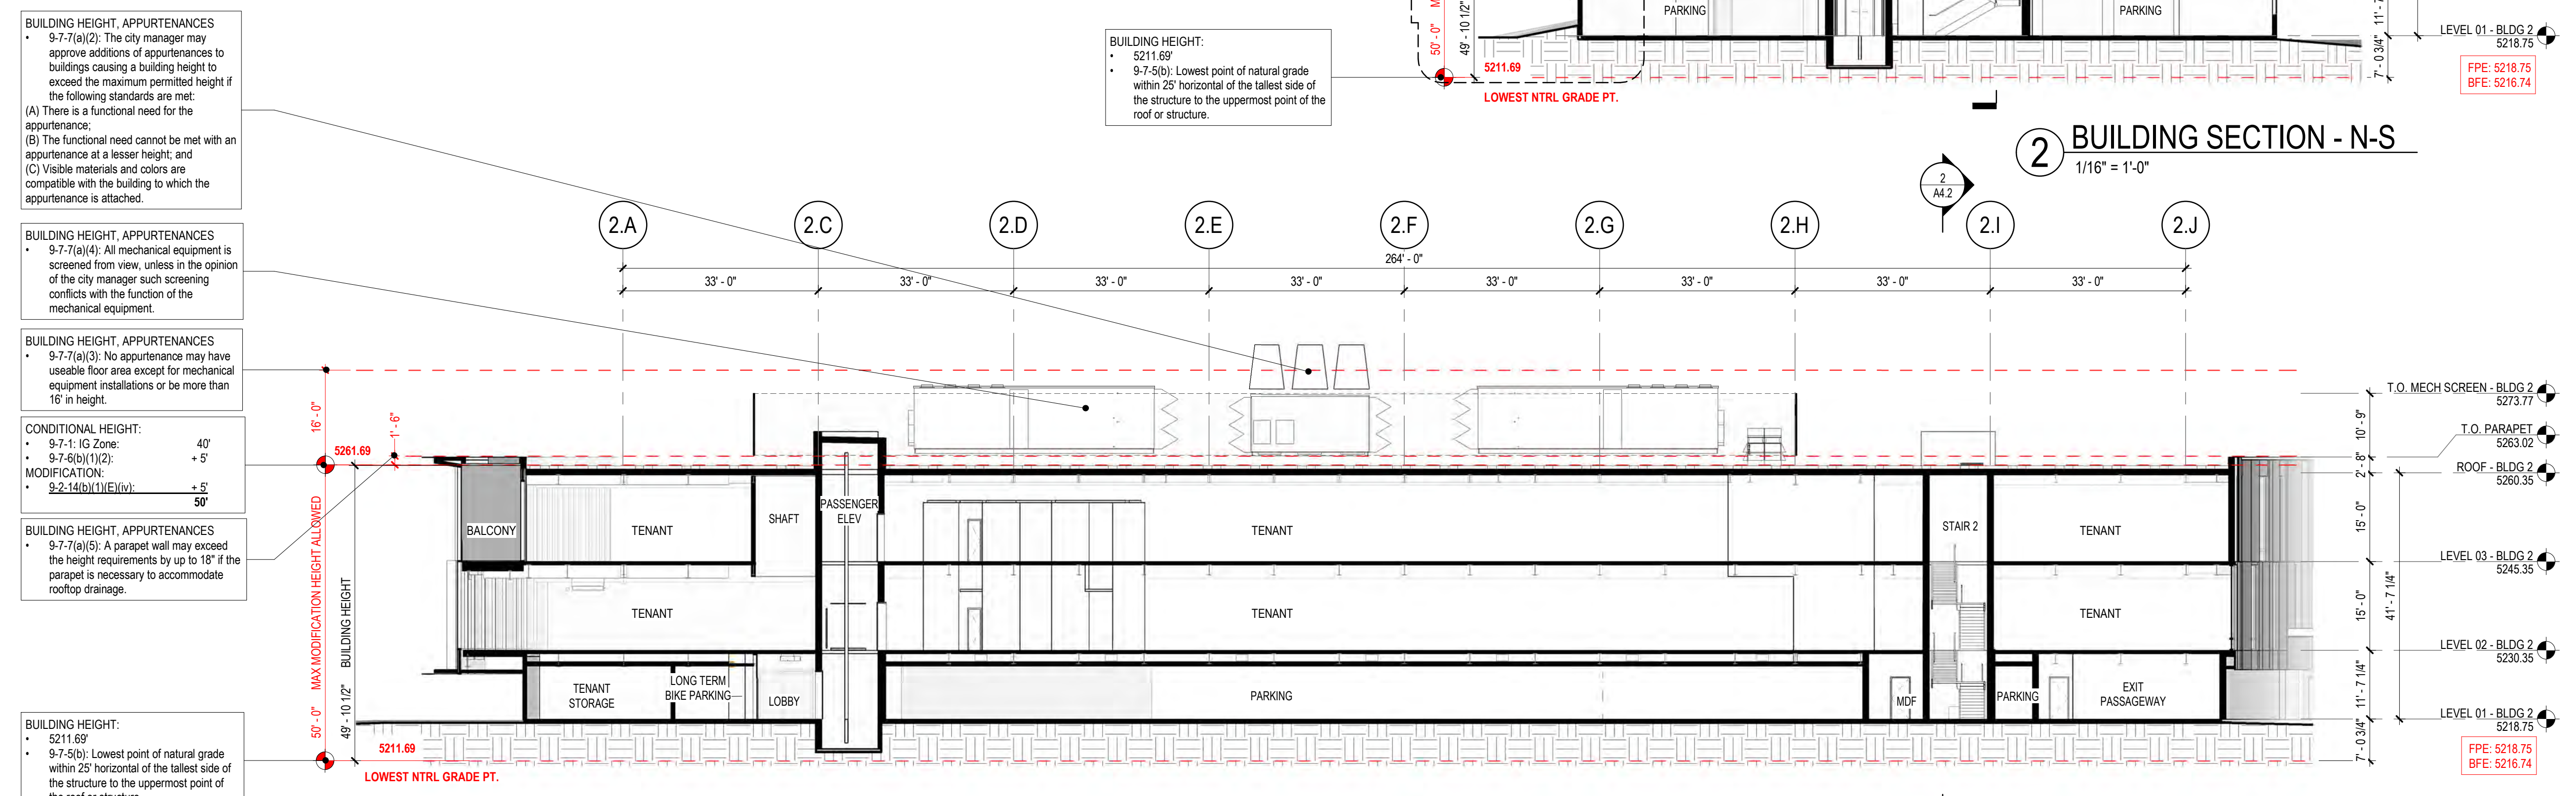 BUILDING HEIGHT, APPURTENANCES
• 9-7-7(a)(2): The city manager may
approve additions of appurtenances to
buildings causing a building height to
exceed the maximum permitted height if
the following standards are met:
(A) There is a functional need for the
appurtenance;
(B) The functional need cannot be met with an
appurtenance at a lesser height; and
(C) Visible materials and colors are
compatible with the building to which the
appurtenance is attached.
BUILDING HEIGHT, APPURTENANCES
• 9-7-7(a)(4): All mechanical equipment is
screened from view, unless in the opinion
of the city manager such screening
conflicts with the function of the
mechanical equipment.
BUILDING HEIGHT, APPURTENANCES
• 9-7-7(a)(3): No appurtenance may have
useable floor area except for mechanical
equipment installations or be more than
16' in height.
CONDITIONAL HEIGHT:
• 9-7-1: IG Zone: 40'
• 9-7-6(b)(1)(2): + 5'
MODIFICATION:
• 9-2-14(b)(1)(E)(iv): + 5'
50'
BUILDING HEIGHT, APPURTENANCES
• 9-7-7(a)(5): A parapet wall may exceed
the height requirements by up to 18" if the
parapet is necessary to accommodate
rooftop drainage.
BUILDING HEIGHT:
• 5211.69'
• 9-7-5(b): Lowest point of natural grade
within 25' horizontal of the tallest side of
the structure to the uppermost point of
the roof or structure.
BUILDING HEIGHT:
• 5211.69'
• 9-7-5(b): Lowest point of natural grade
within 25' horizontal of the tallest side of
the structure to the uppermost point of the
roof or structure.
50' - 0"
49' - 10 1/2"
5211.69
LOWEST NTRL GRADE PT.
PARKING
PARKING
11' - 7
7' - 0 3/4"
LEVEL 01 - BLDG 2
5218.75
FPE: 5218.75
BFE: 5216.74
2
BUILDING SECTION - N-S
1/16" = 1'-0"
2
A4.2
2.A
2.C
2.D
2.E
2.F
2.G
2.H
2.I
2.J
264' - 0"
33' - 0"
33' - 0"
33' - 0"
33' - 0"
33' - 0"
33' - 0"
33' - 0"
33' - 0"
16' - 0"
1' - 6"
5261.69
50' - 0" MAX MODIFICATION HEIGHT ALLOWED
49' - 10 1/2" BUILDING HEIGHT
5211.69
LOWEST NTRL GRADE PT.
BALCONY
TENANT
SHAFT
PASSENGER
ELEV
TENANT
STAIR 2
TENANT
TENANT
TENANT
TENANT
TENANT
STORAGE
LONG TERM
BIKE PARKING
LOBBY
PARKING
MDF
PARKING
EXIT
PASSAGEWAY
T.O. MECH SCREEN - BLDG 2
5273.77
10' - 9"
T.O. PARAPET
5263.02
2' - 8"
ROOF - BLDG 2
5260.35
15' - 0"
LEVEL 03 - BLDG 2
5245.35
15' - 0"
41' - 7 1/4"
LEVEL 02 - BLDG 2
5230.35
11' - 7 1/4"
LEVEL 01 - BLDG 2
5218.75
7' - 0 3/4"
FPE: 5218.75
BFE: 5216.74